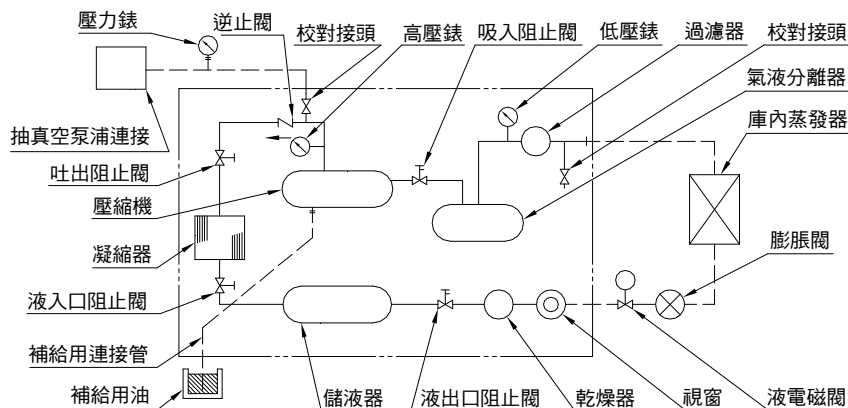 壓力錶
逆止閥
校對接頭
高壓錶
吸入阻止閥
低壓錶
過濾器
校對接頭
氣液分離器
抽真空泵浦連接
庫內蒸發器
吐出阻止閥
壓縮機
凝縮器
膨脹閥
液入口阻止閥
補給用連接管
補給用油
儲液器
液出口阻止閥
乾燥器
視窗
液電磁閥